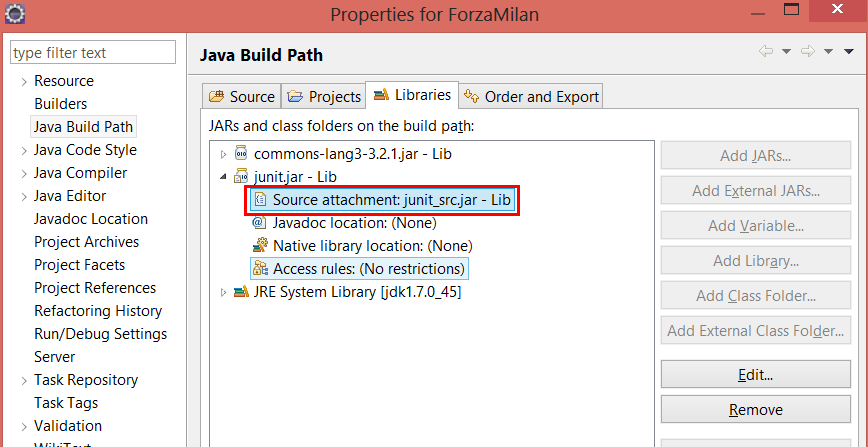 Properties for ForzaMilan
type filter text
Resource
Builders
Java Build Path
Java Code Style
Java Compiler
Java Editor
Javadoc Location
Project Archives
Project Facets
Project References
Refactoring History
Run/Debug Settings
Server
Task Repository
Task Tags
Validation
WikiText
Java Build Path
Source
Projects
Libraries
Order and Export
JARs and class folders on the build path:
commons-lang3-3.2.1.jar - Lib
junit.jar - Lib
Source attachment: junit_src.jar - Lib
Javadoc location: (None)
Native library location: (None)
Access rules: (No restrictions)
JRE System Library [jdk1.7.0_45]
Add JARs...
Add External JARs...
Add Variable...
Add Library...
Add Class Folder...
Add External Class Folder...
Edit...
Remove